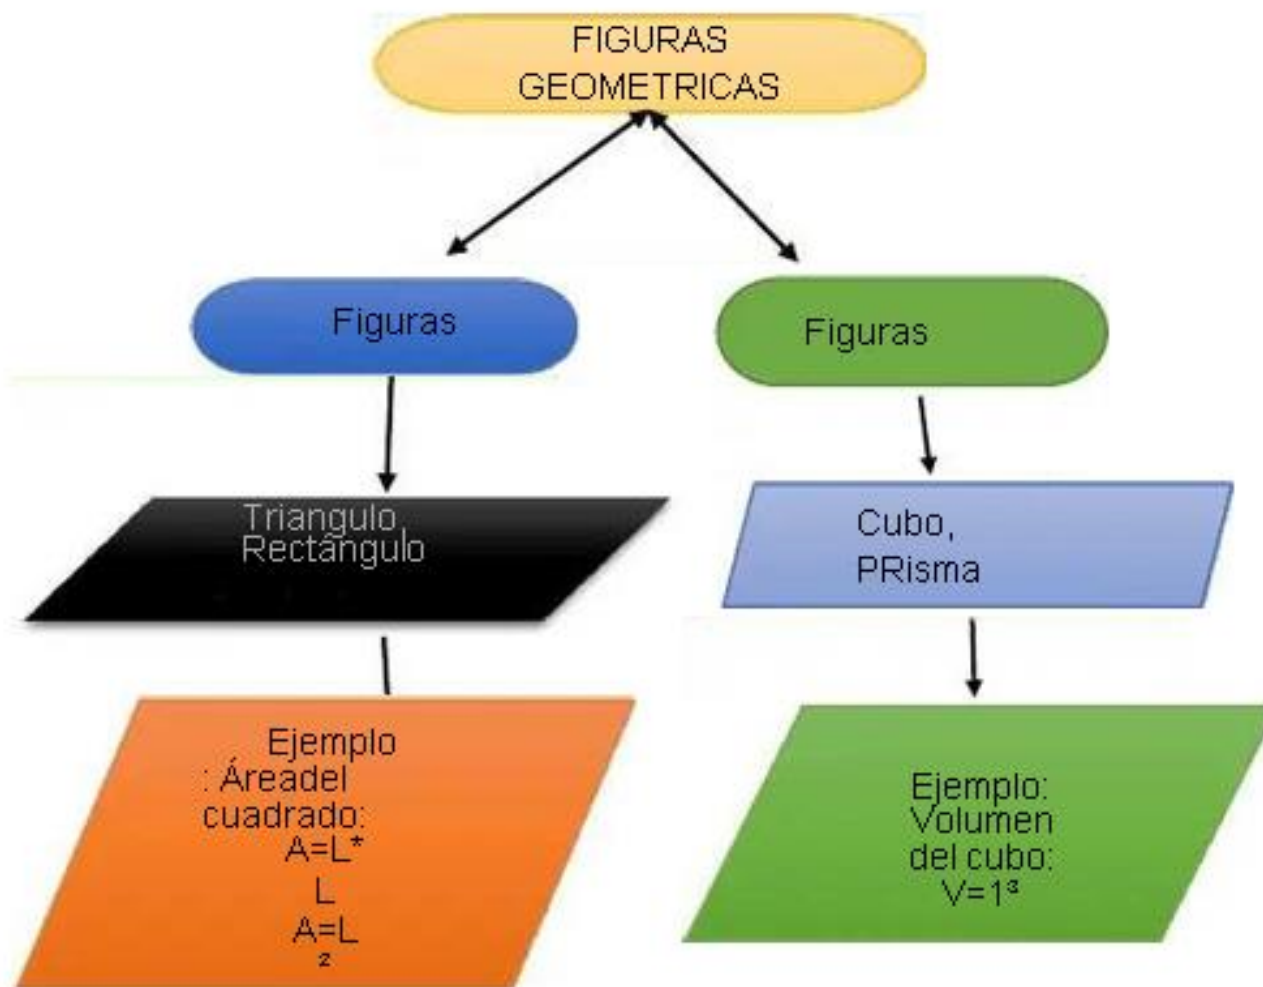 FIGURAS
GEOMETRICAS
Figuras
Figuras
Triangulo,
Rectángulo
Cubo,
PRisma
Ejemplo
: Áreadel
cuadrado:
A=L*
L
A=L
²
Ejemplo:
Volumen
del cubo:
V=1³